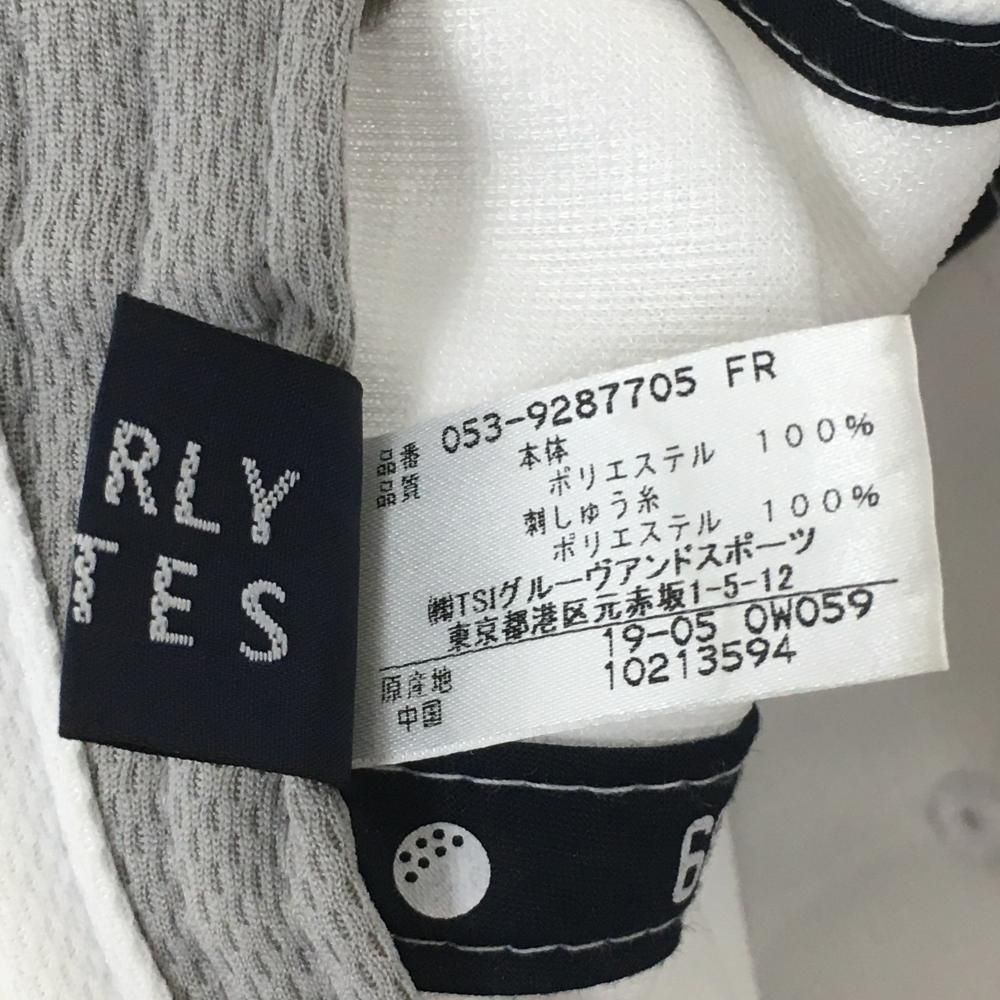 RLY
TES
品番 053-9287705 FR
品質 本体
ポリエステル 100%
刺しゅう糸
ポリエステル 100%
㈱TSIグルーヴアンドスポーツ
東京都港区元赤坂1-5-12
19-05 0W059
原産地 10213594
中国
6